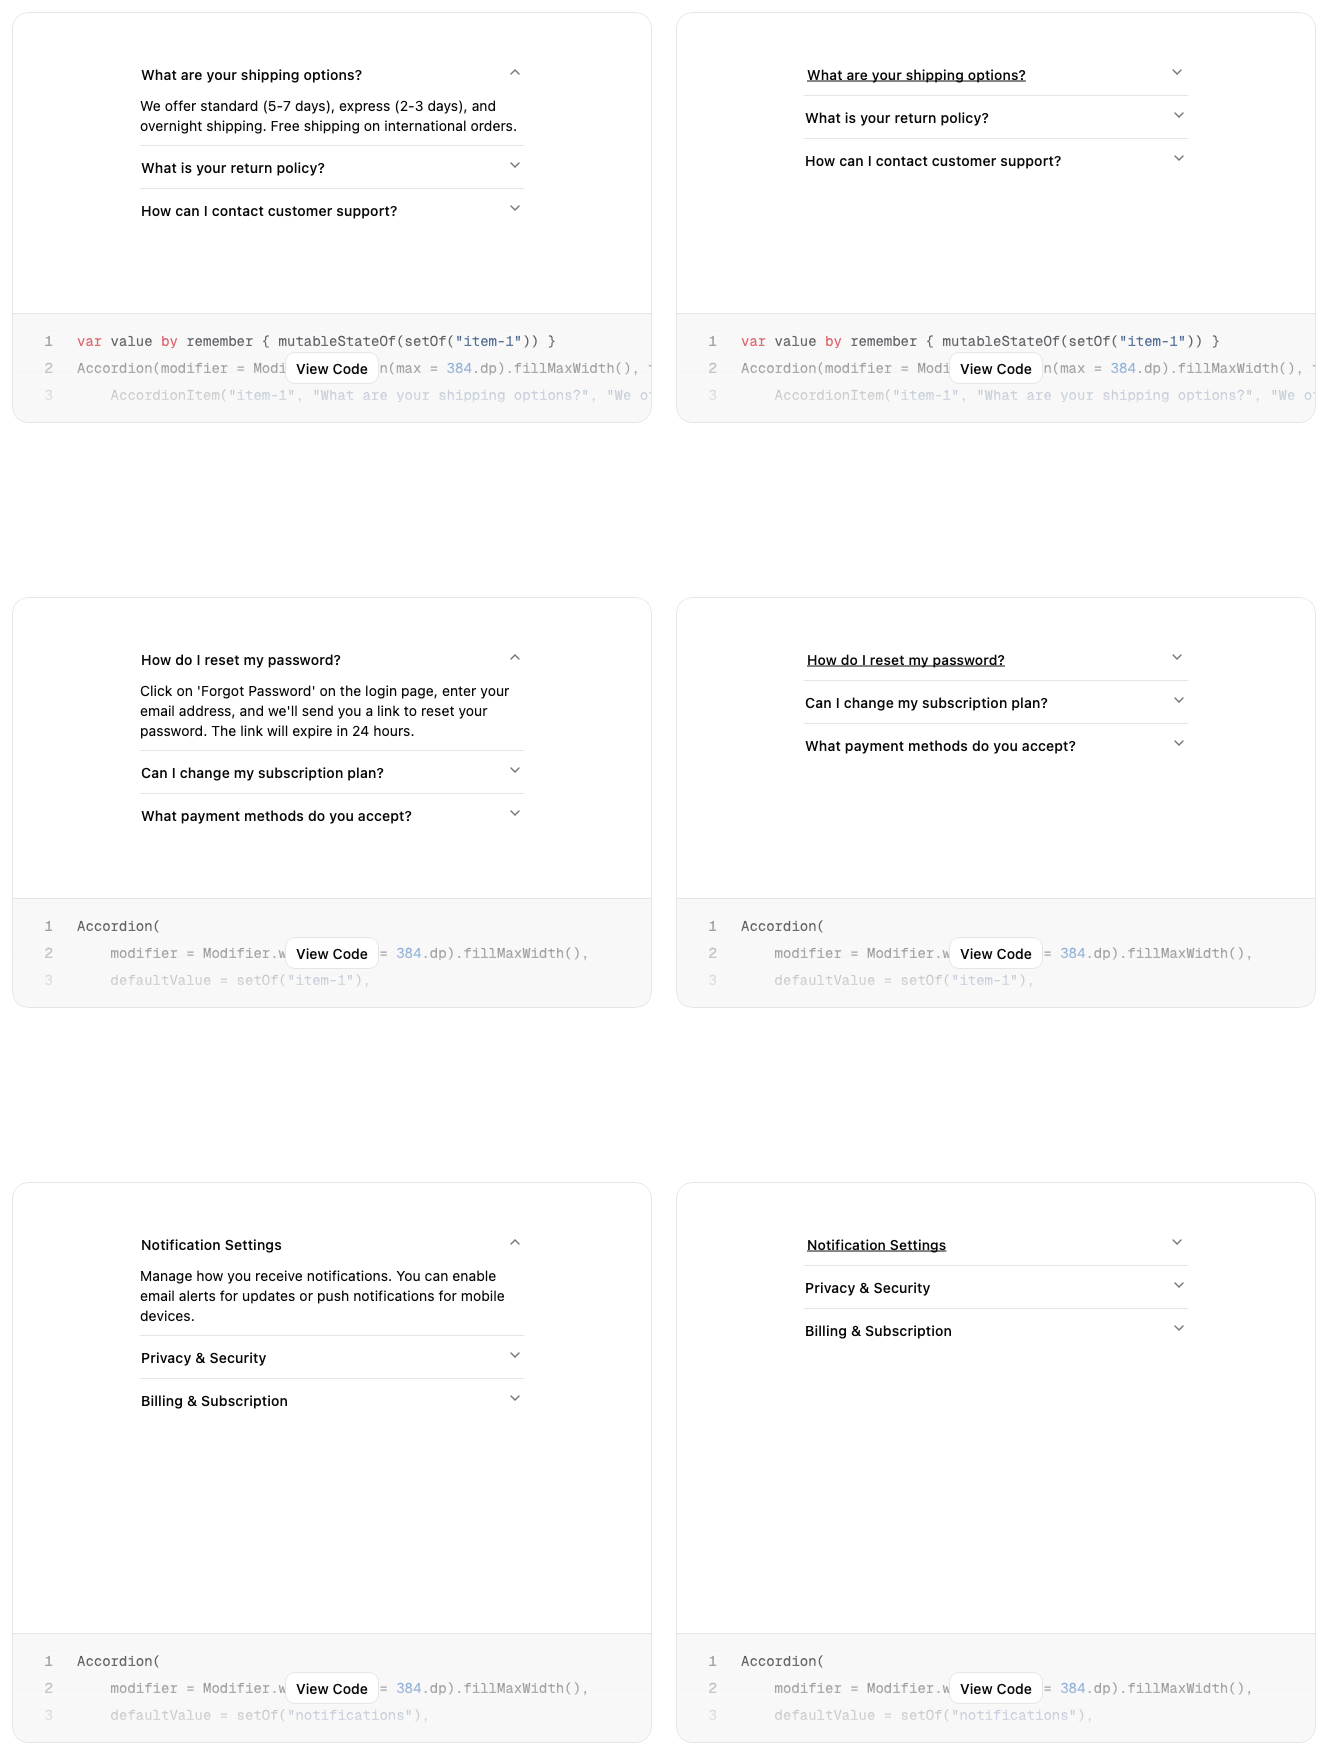 What are your shipping options?
We offer standard (5-7 days), express (2-3 days), and
overnight shipping. Free shipping on international orders.
What is your return policy?
How can I contact customer support?
1 var value by remember { mutableStateOf(setOf("item-1")) }
2 Accordion(modifier = Modi View Code n(max = 384.dp).fillMaxWidth(),
3 AccordionItem("item-1", "What are your shipping options?", "We of
What are your shipping options?
What is your return policy?
How can I contact customer support?
1 var value by remember { mutableStateOf(setOf("item-1")) }
2 Accordion(modifier = Modi View Code n(max = 384.dp).fillMaxWidth(),
3 AccordionItem("item-1", "What are your shipping options?", "We of
How do I reset my password?
Click on 'Forgot Password' on the login page, enter your
email address, and we'll send you a link to reset your
password. The link will expire in 24 hours.
Can I change my subscription plan?
What payment methods do you accept?
1 Accordion(
2 modifier = Modifier.w View Code = 384.dp).fillMaxWidth(),
3 defaultValue = setOf("item-1"),
How do I reset my password?
Can I change my subscription plan?
What payment methods do you accept?
1 Accordion(
2 modifier = Modifier.w View Code = 384.dp).fillMaxWidth(),
3 defaultValue = setOf("item-1"),
Notification Settings
Manage how you receive notifications. You can enable
email alerts for updates or push notifications for mobile
devices.
Privacy & Security
Billing & Subscription
1 Accordion(
2 modifier = Modifier.w View Code = 384.dp).fillMaxWidth(),
3 defaultValue = setOf("notifications"),
Notification Settings
Privacy & Security
Billing & Subscription
1 Accordion(
2 modifier = Modifier.w View Code = 384.dp).fillMaxWidth(),
3 defaultValue = setOf("notifications"),